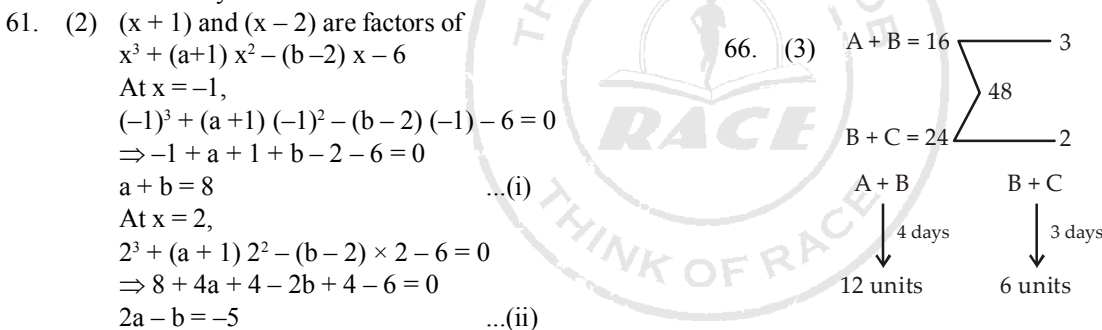 61. (2) (x + 1) and (x – 2) are factors of
x³ + (a+1) x² – (b –2) x – 6
At x = –1,
(–1)³ + (a +1) (–1)² – (b – 2) (–1) – 6 = 0
⇒ –1 + a + 1 + b – 2 – 6 = 0
a + b = 8 ...(i)
At x = 2,
2³ + (a + 1) 2² – (b – 2) × 2 – 6 = 0
⇒ 8 + 4a + 4 – 2b + 4 – 6 = 0
2a – b = –5 ...(ii)
66. (3) A + B = 16 3
48
B + C = 24 2
A + B B + C
4 days 3 days
12 units 6 units
RACE
THINK OF RACE